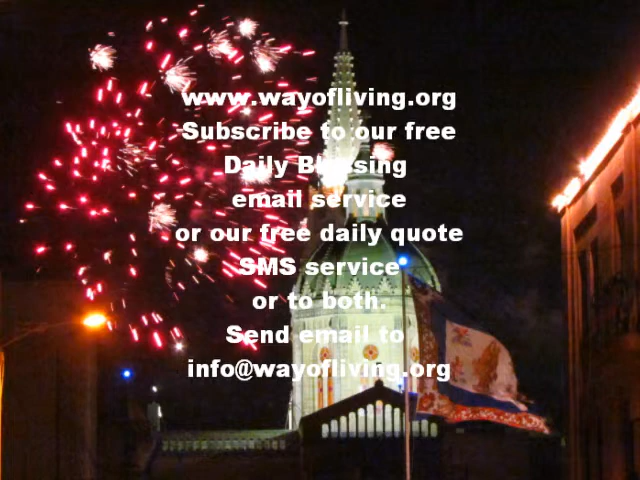 www.wayofliving.org
Subscribe to our free
Daily Blessing
email service
or our free daily quote
SMS service
or to both.
Send email to
info@wayofliving.org